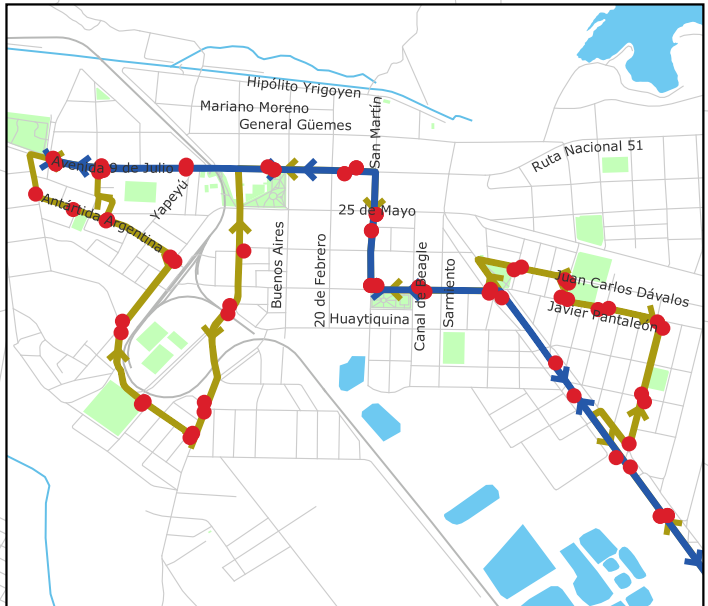 Hipólito Yrigoyen
Mariano Moreno
General Güemes
San Martín
Ruta Nacional 51
Avenida 9 de Julio
Yapeyú
Antártida Argentina
25 de Mayo
Buenos Aires
20 de Febrero
Canal de Beagle
Sarmiento
Huaytiquina
Juan Carlos Dávalos
Javier Pantaleón